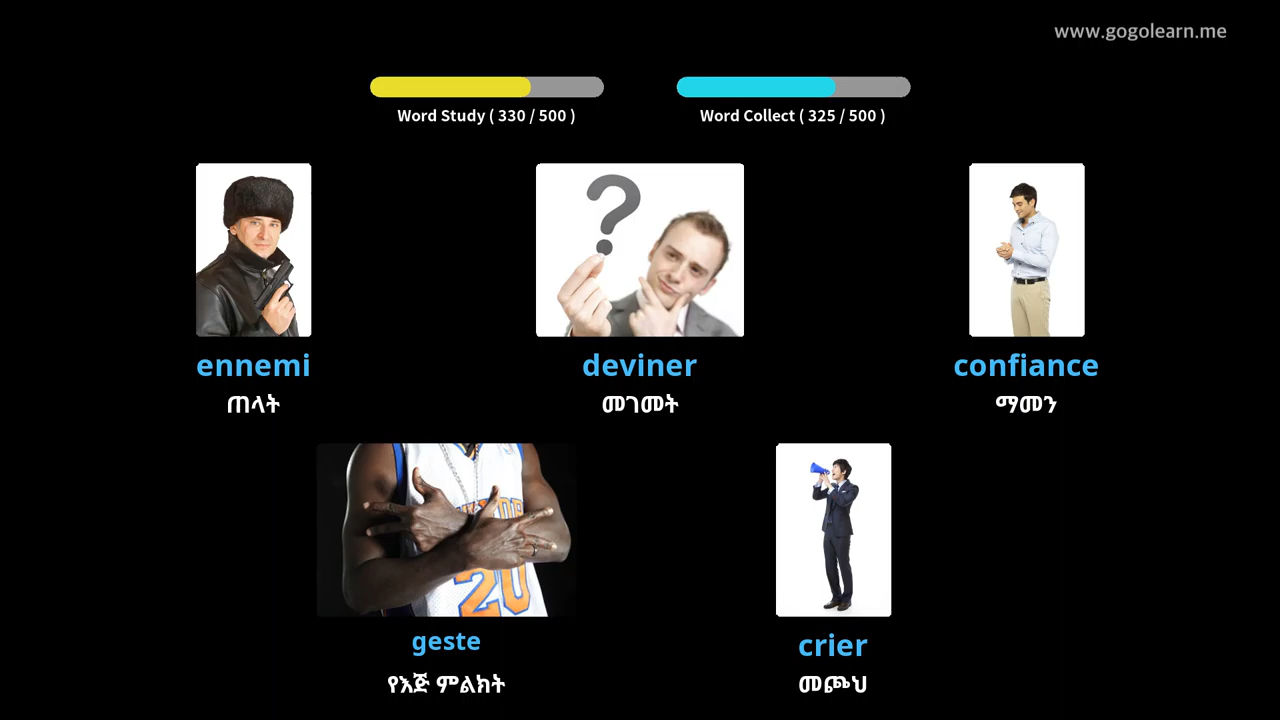 www.gogolearn.me
Word Study ( 330 / 500 )
Word Collect ( 325 / 500 )
ennemi
ጠላት
deviner
መገመት
confiance
ማመን
20
geste
የእጅ ምልክት
crier
መጮህ